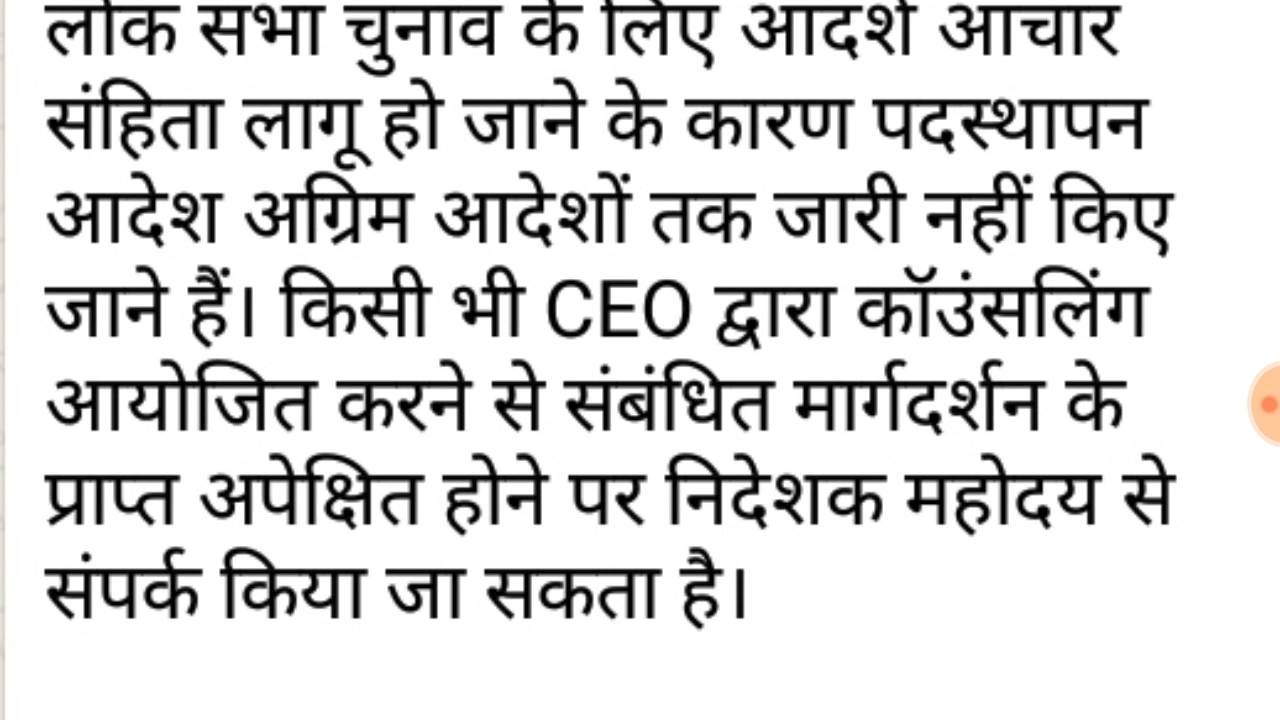 लोक सभा चुनाव के लिए आदर्श आचार
संहिता लागू हो जाने के कारण पदस्थापन
आदेश अग्रिम आदेशों तक जारी नहीं किए
जाने हैं। किसी भी CEO द्वारा कॉउंसलिंग
आयोजित करने से संबंधित मार्गदर्शन के
प्राप्त अपेक्षित होने पर निदेशक महोदय से
संपर्क किया जा सकता है।